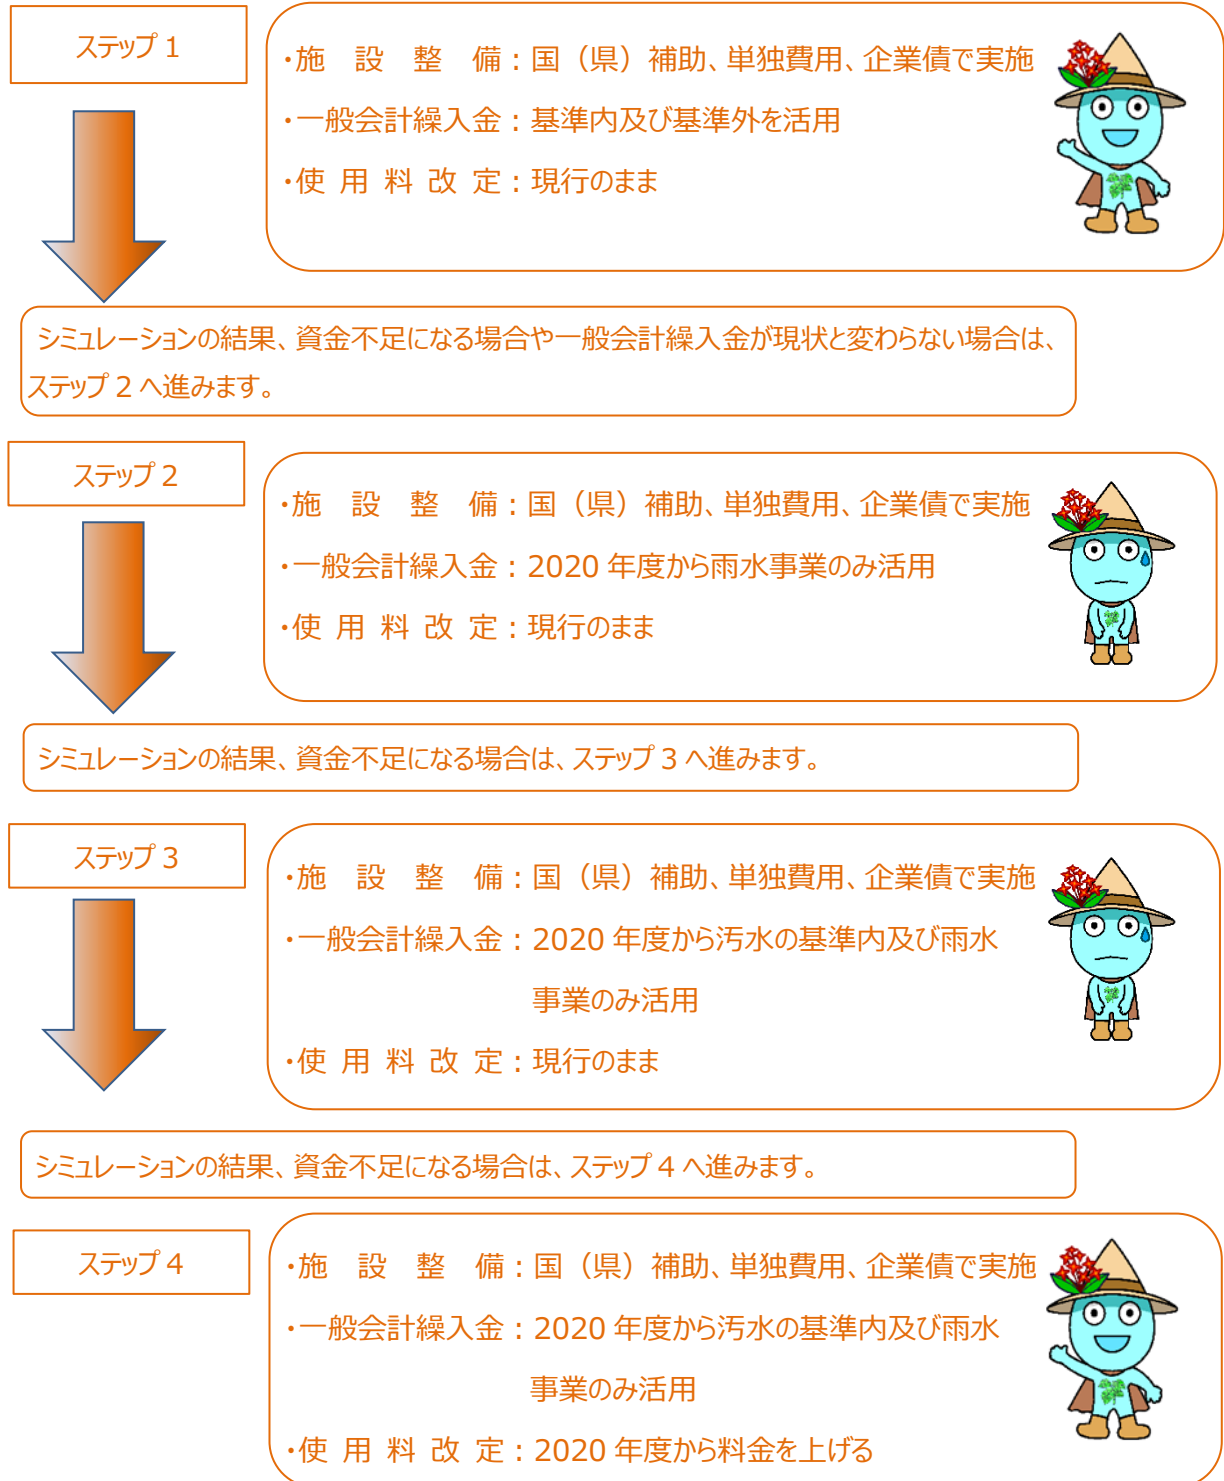 ステップ 1
・施 設 整 備：国（県）補助、単独費用、企業債で実施
・一般会計繰入金：基準内及び基準外を活用
・使 用 料 改 定：現行のまま
シミュレーションの結果、資金不足になる場合や一般会計繰入金が現状と変わらない場合は、
ステップ 2 へ進みます。
ステップ 2
・施 設 整 備：国（県）補助、単独費用、企業債で実施
・一般会計繰入金：2020 年度から雨水事業のみ活用
・使 用 料 改 定：現行のまま
シミュレーションの結果、資金不足になる場合は、ステップ 3 へ進みます。
ステップ 3
・施 設 整 備：国（県）補助、単独費用、企業債で実施
・一般会計繰入金：2020 年度から汚水の基準内及び雨水
事業のみ活用
・使 用 料 改 定：現行のまま
シミュレーションの結果、資金不足になる場合は、ステップ 4 へ進みます。
ステップ 4
・施 設 整 備：国（県）補助、単独費用、企業債で実施
・一般会計繰入金：2020 年度から汚水の基準内及び雨水
事業のみ活用
・使 用 料 改 定：2020 年度から料金を上げる